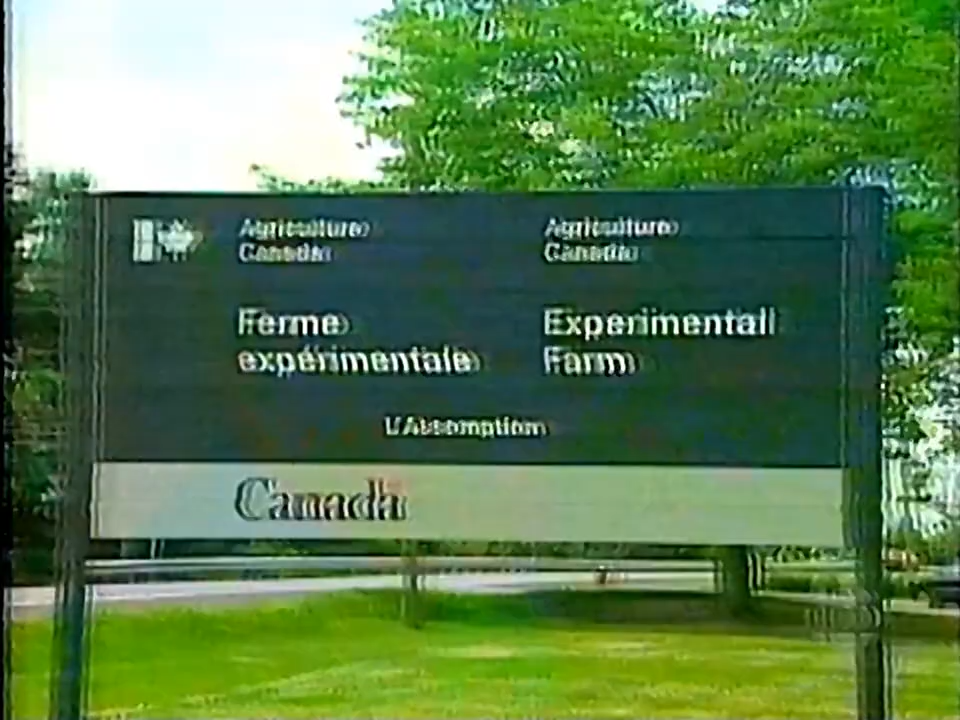 Agriculture
Canada
Agriculture
Canada
Ferme
expérimentale
Experimental
Farm
L'Assomption
Canada